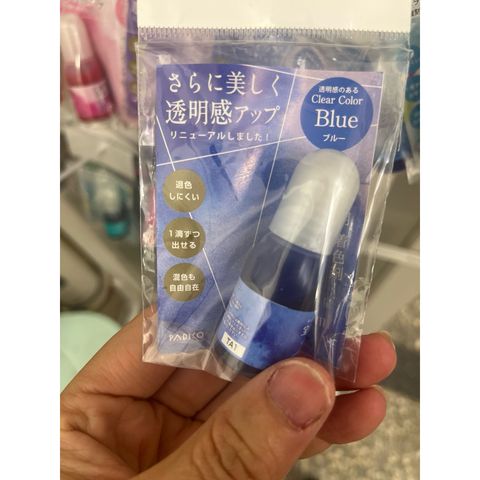 さらに美しく
透明感アップ
リニューアルしました！
透明感のある
Clear Color
Blue
ブルー
退色
しにくい
1滴ずつ
出せる
混色も
自由自在
PADICO
TA1